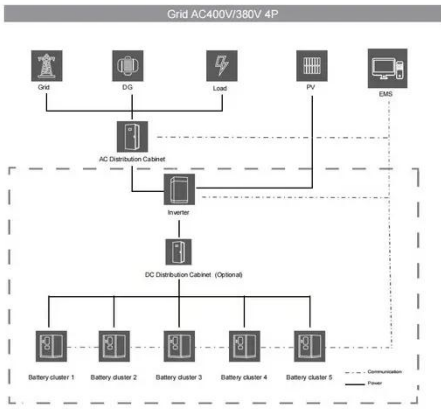 Grid AC400V/380V 4P
Grid
DG
Load
PV
EMS
AC Distribution Cabinet
Inverter
DC Distribution Cabinet (Optional)
Battery cluster 1
Battery cluster 2
Battery cluster 3
Battery cluster 4
Battery cluster 5
Communication
Power